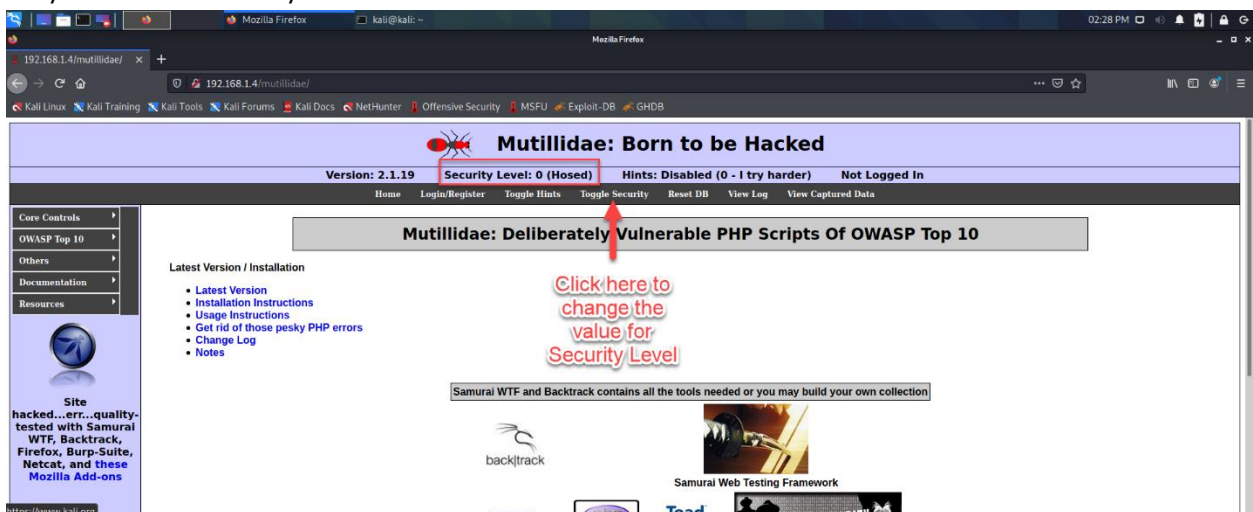 Mozilla Firefox
kali@kali: ~
02:28 PM
Mozilla Firefox
192.168.1.4/mutillidae/
192.168.1.4/mutillidae/
Kali Linux Kali Training Kali Tools Kali Forums Kali Docs NetHunter Offensive Security MSFU Exploit-DB GHDB
Mutillidae: Born to be Hacked
Version: 2.1.19 Security Level: 0 (Hosed) Hints: Disabled (0 - I try harder) Not Logged In
Home Login/Register Toggle Hints Toggle Security Reset DB View Log View Captured Data
Core Controls
OWASP Top 10
Others
Documentation
Resources
Site
hacked...err...quality-
tested with Samurai
WTF, Backtrack,
Firefox, Burp-Suite,
Netcat, and these
Mozilla Add-ons
Mutillidae: Deliberately Vulnerable PHP Scripts Of OWASP Top 10
Latest Version / Installation
Latest Version
Installation Instructions
Usage Instructions
Get rid of those pesky PHP errors
Change Log
Notes
Click here to
change the
value for
Security Level
Samurai WTF and Backtrack contains all the tools needed or you may build your own collection
back|track
Samurai Web Testing Framework
Toad
https://www.kali.org